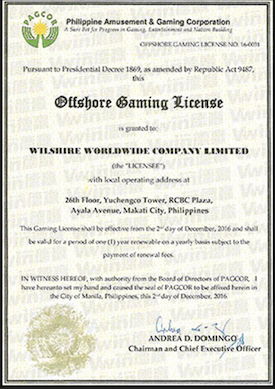 PAGCOR
Philippine Amusement & Gaming Corporation
A Sure Bet for Progress in Gaming, Entertainment and Nation Building
OFFSHORE GAMING LICENSE NO. 16-0031
Pursuant to Presidential Decree 1869, as amended by Republic Act 9487,
this
Offshore Gaming License
is granted to:
WILSHIRE WORLDWIDE COMPANY LIMITED
(the "LICENSEE")
with local operating address at
26th Floor, Yuchengco Tower, RCBC Plaza,
Ayala Avenue, Makati City, Philippines
This Gaming License shall be effective from the 2nd day of December, 2016 and shall
be valid for a period of one (1) year renewable on a yearly basis subject to the
payment of renewal fees.
IN WITNESS HEREOF, with authority from the Board of Directors of PAGCOR, I
have hereunto set my hand and caused the seal of PAGCOR to be affixed herein in
the City of Manila, Philippines, this 2nd day of December, 2016.
ANDREA D. DOMINGO
Chairman and Chief Executive Officer